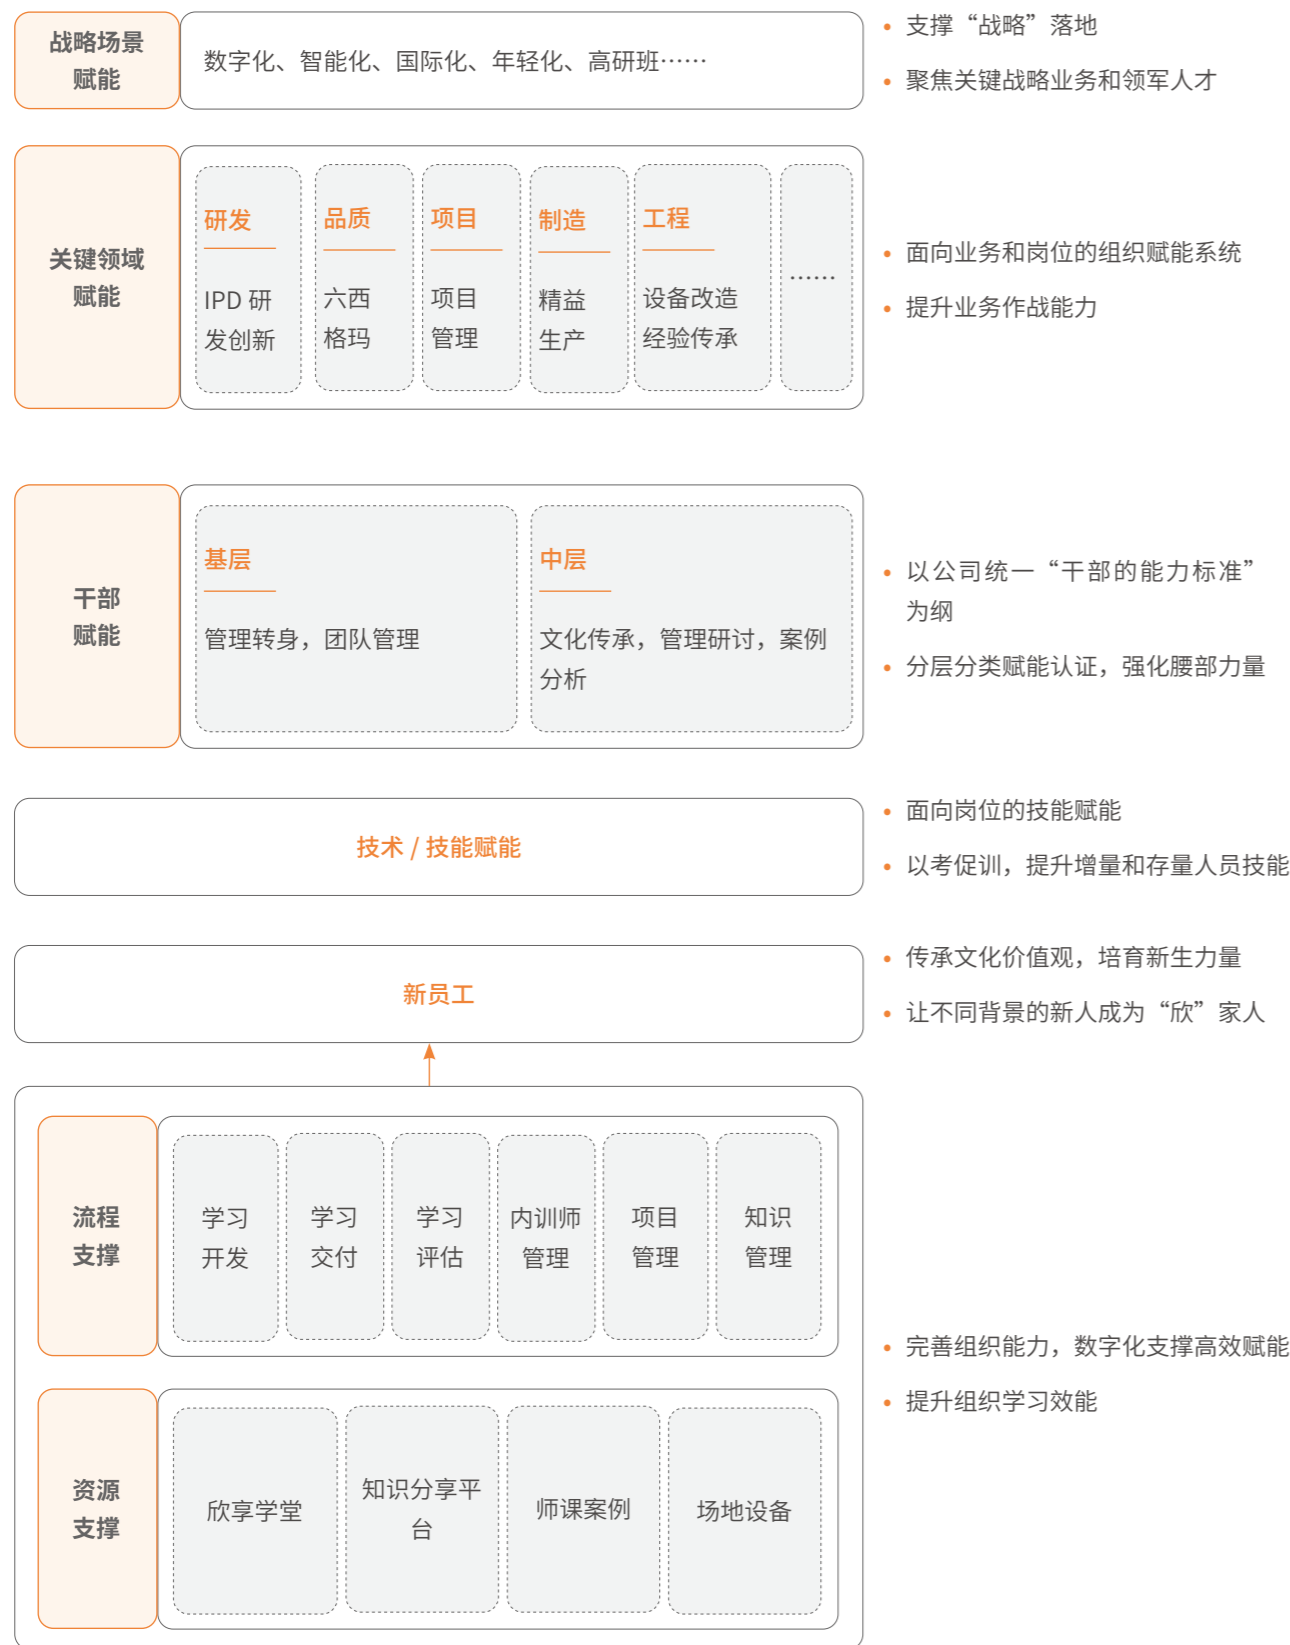 战略场景
赋能
数字化、智能化、国际化、年轻化、高研班……
• 支撑“战略”落地
• 聚焦关键战略业务和领军人才
关键领域
赋能
研发
IPD 研
发创新
品质
六西
格玛
项目
项目
管理
制造
精益
生产
工程
设备改造
经验传承
……
• 面向业务和岗位的组织赋能系统
• 提升业务作战能力
干部
赋能
基层
管理转身，团队管理
中层
文化传承，管理研讨，案例
分析
• 以公司统一“干部的能力标准”
为纲
• 分层分类赋能认证，强化腰部力量
技术 / 技能赋能
• 面向岗位的技能赋能
• 以考促训，提升增量和存量人员技能
新员工
• 传承文化价值观，培育新生力量
• 让不同背景的新人成为“欣”家人
流程
支撑
学习
开发
学习
交付
学习
评估
内训师
管理
项目
管理
知识
管理
资源
支撑
欣享学堂
知识分享平
台
师课案例
场地设备
• 完善组织能力，数字化支撑高效赋能
• 提升组织学习效能